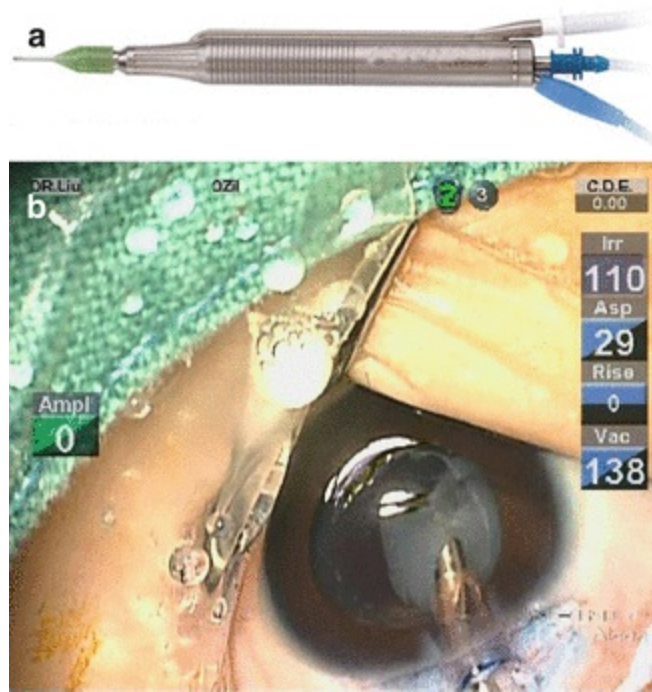 a
b
DR.Liu
OZil
2
3
C.D.E.
0.00
Irr
110
Asp
29
Rise
0
Vac
138
Ampl
0